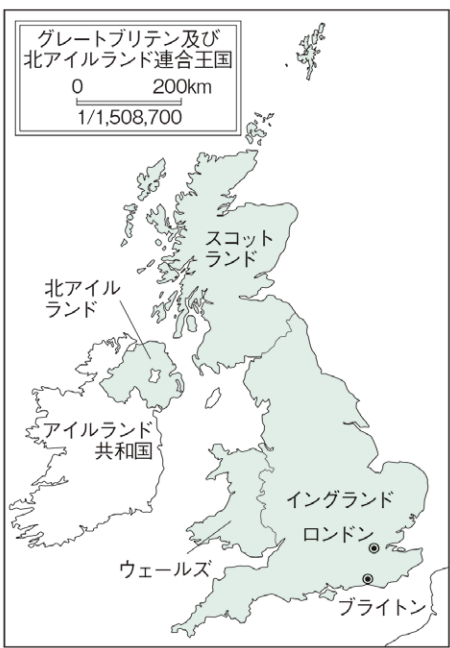 グレートブリテン及び
北アイルランド連合王国
0 200km
1/1,508,700
スコット
ランド
北アイル
ランド
アイルランド
共和国
イングランド
ロンドン
ウェールズ
ブライトン